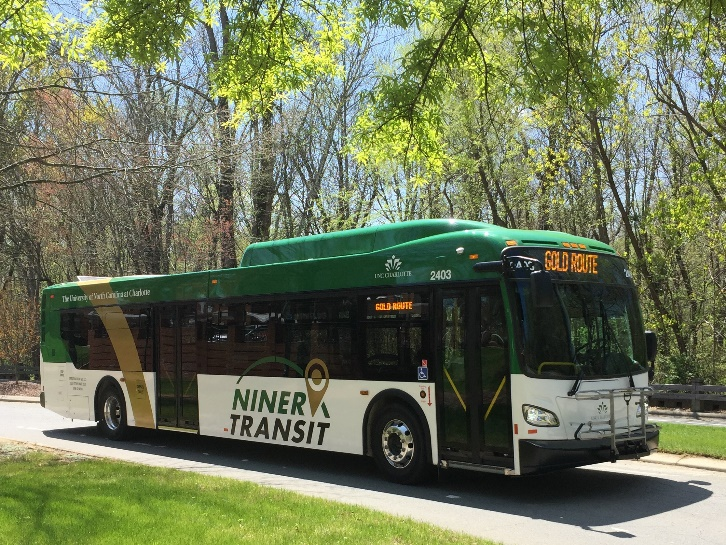 GOLD ROUTE
UNC CHARLOTTE
2403
The University of North Carolina at Charlotte
GOLD ROUTE
NINER
TRANSIT